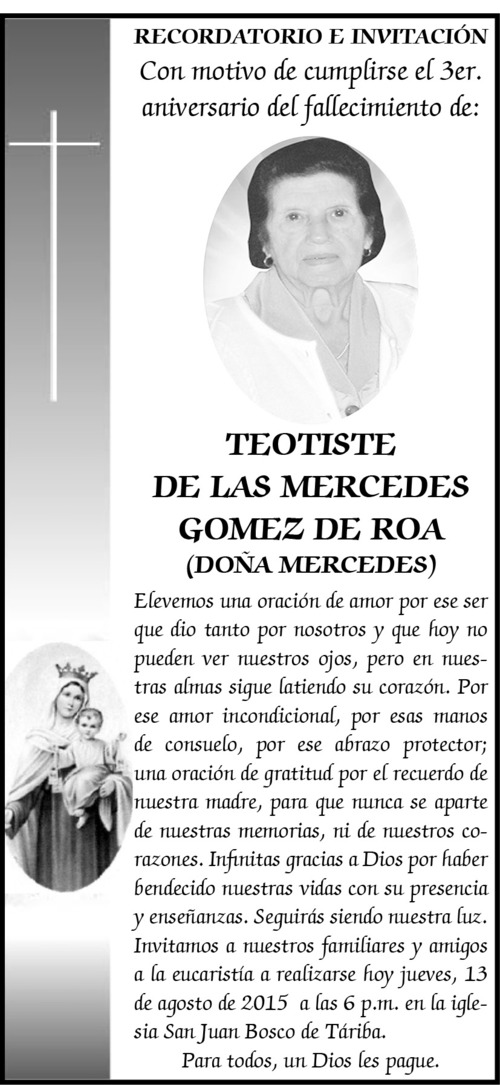 RECORDATORIO E INVITACIÓN
Con motivo de cumplirse el 3er.
aniversario del fallecimiento de:
TEOTISTE
DE LAS MERCEDES
GOMEZ DE ROA
(DOÑA MERCEDES)
Elevemos una oración de amor por ese ser
que dio tanto por nosotros y que hoy no
pueden ver nuestros ojos, pero en nues-
tras almas sigue latiendo su corazón. Por
ese amor incondicional, por esas manos
de consuelo, por ese abrazo protector;
una oración de gratitud por el recuerdo de
nuestra madre, para que nunca se aparte
de nuestras memorias, ni de nuestros co-
razones. Infinitas gracias a Dios por haber
bendecido nuestras vidas con su presencia
y enseñanzas. Seguirás siendo nuestra luz.
Invitamos a nuestros familiares y amigos
a la eucaristía a realizarse hoy jueves, 13
de agosto de 2015 a las 6 p.m. en la igle-
sia San Juan Bosco de Táriba.
Para todos, un Dios les pague.